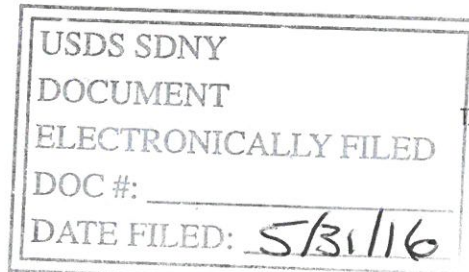 USDS SDNY
DOCUMENT
ELECTRONICALLY FILED
DOC #:
DATE FILED: 5/31/16